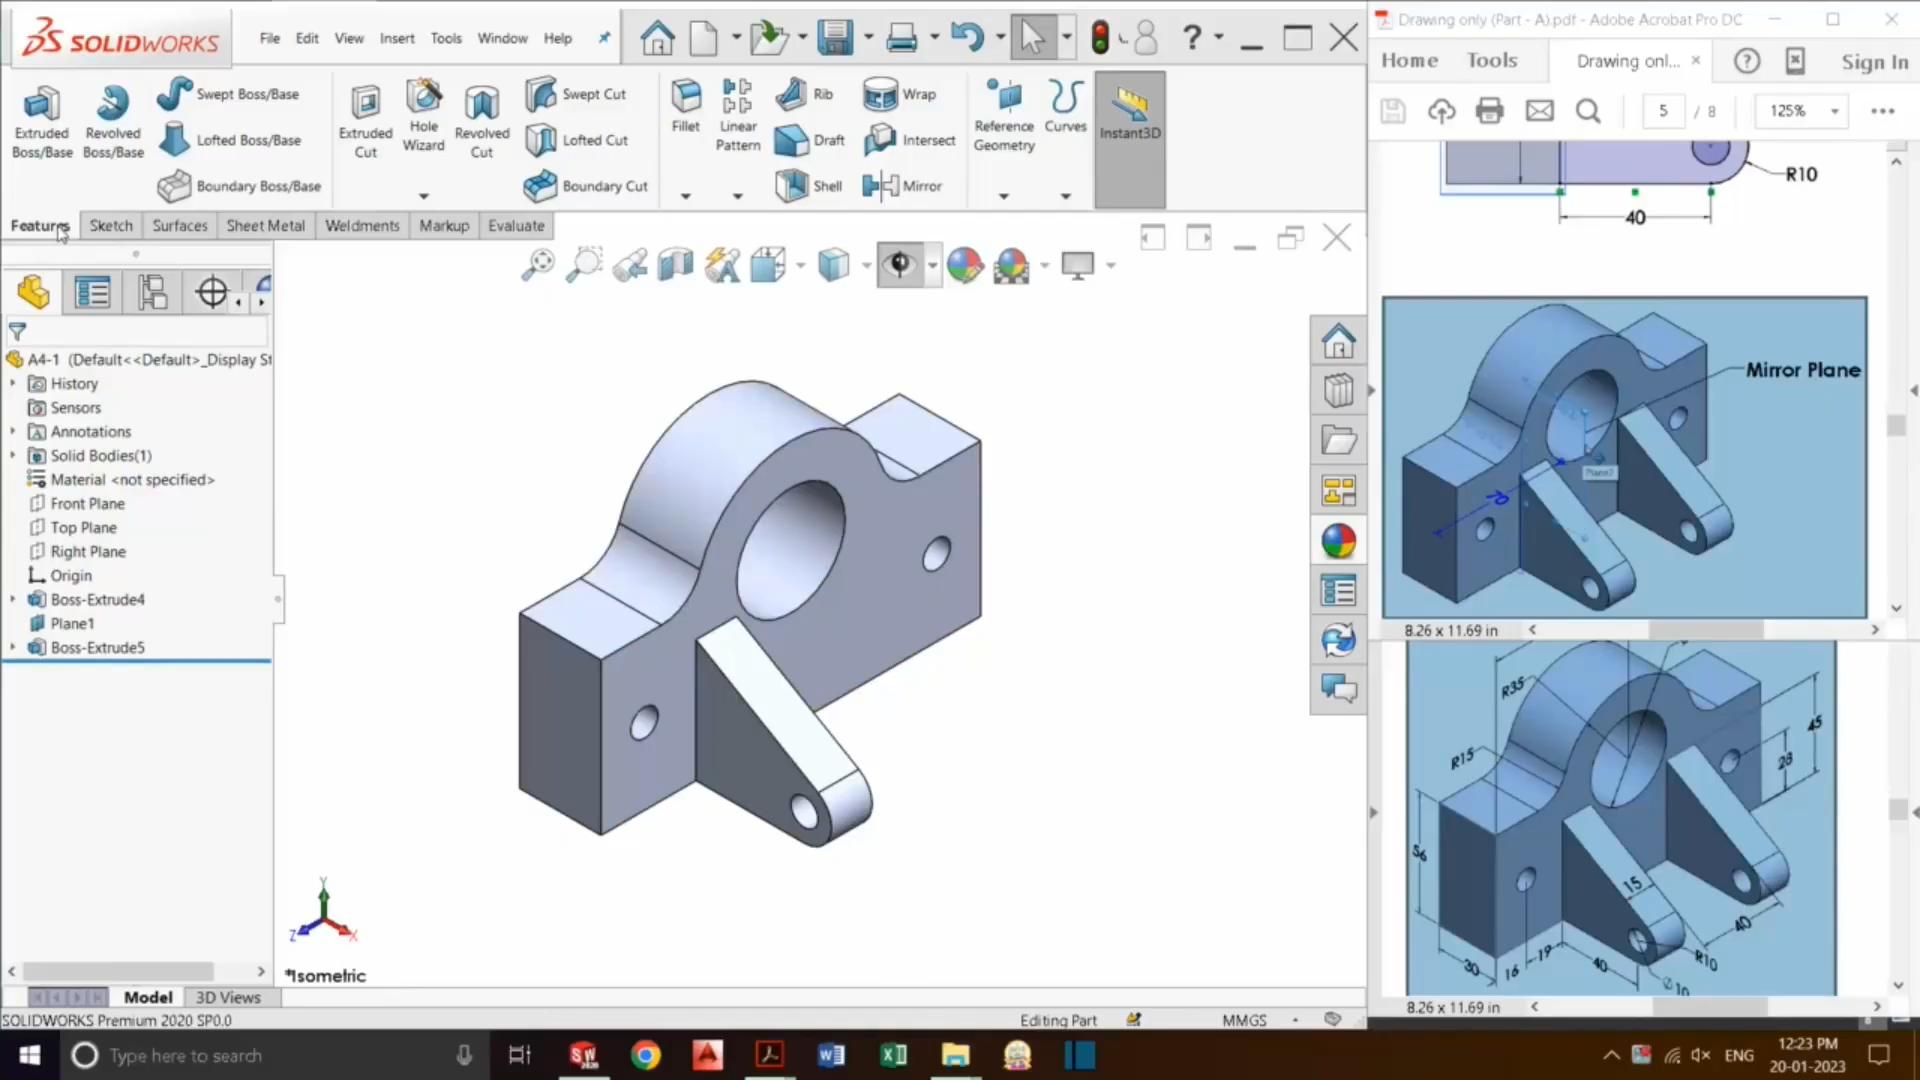 SOLIDWORKS
File Edit View Insert Tools Window Help
Extruded Boss/Base
Revolved Boss/Base
Swept Boss/Base
Lofted Boss/Base
Boundary Boss/Base
Extruded Cut
Hole Wizard
Revolved Cut
Swept Cut
Lofted Cut
Boundary Cut
Fillet
Linear Pattern
Rib
Draft
Shell
Wrap
Intersect
Mirror
Reference Geometry
Curves
Instant3D
Features Sketch Surfaces Sheet Metal Weldments Markup Evaluate
A4-1 (Default<<Default>_Display St
History
Sensors
Annotations
Solid Bodies(1)
Material <not specified>
Front Plane
Top Plane
Right Plane
Origin
Boss-Extrude4
Plane1
Boss-Extrude5
Y
Z
X
*Isometric
Model 3D Views
SOLIDWORKS Premium 2020 SP0.0
Editing Part
MMGS
Drawing only (Part - A).pdf - Adobe Acrobat Pro DC
Home Tools Drawing onl... Sign In
5 / 8 125%
R10
40
Mirror Plane
Plane2
70
8.26 x 11.69 in
R35
R15
45
28
56
15
40
30 16 19 40
R10
8.26 x 11.69 in
Type here to search
ENG
12:23 PM
20-01-2023